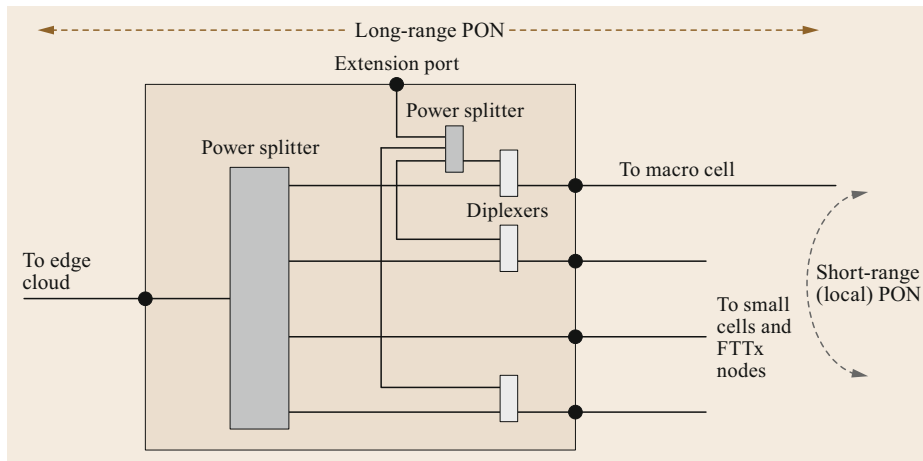 Long-range PON
Extension port
Power splitter
Power splitter
To macro cell
Diplexers
To edge
cloud
Short-range
(local) PON
To small
cells and
FTTx
nodes